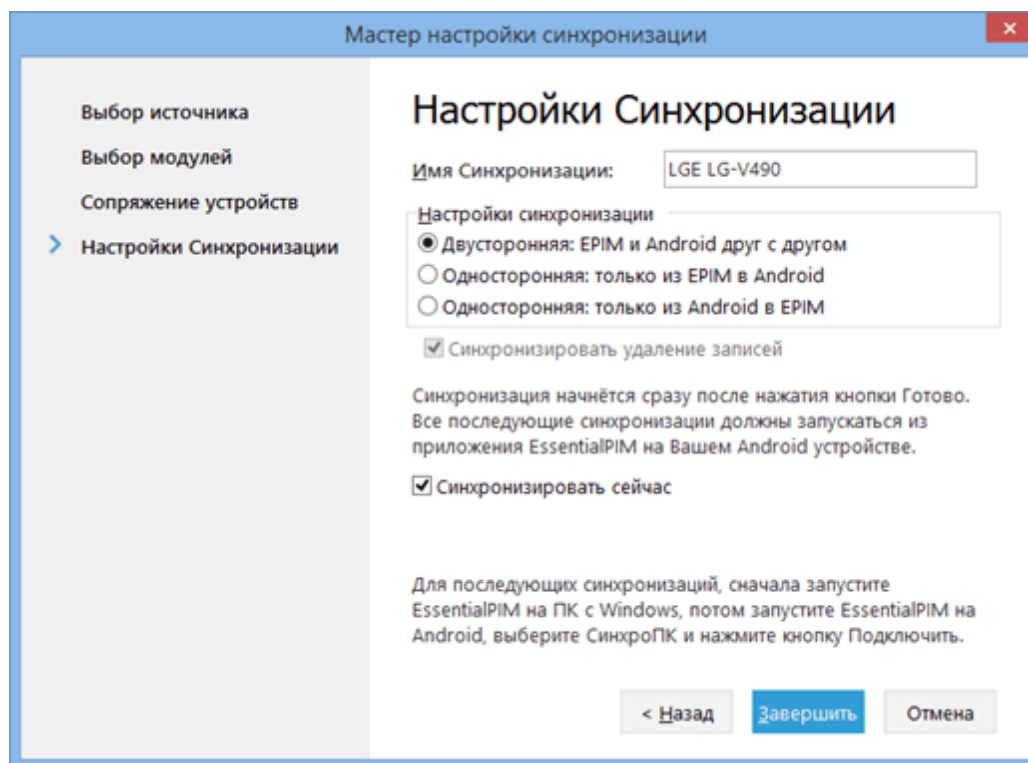 Мастер настройки синхронизации
Выбор источника
Выбор модулей
Сопряжение устройств
Настройки Синхронизации
Настройки Синхронизации
Имя Синхронизации: LGE LG-V490
Настройки синхронизации
Двусторонняя: EPIM и Android друг с другом
Односторонняя: только из EPIM в Android
Односторонняя: только из Android в EPIM
Синхронизировать удаление записей
Синхронизация начнётся сразу после нажатия кнопки Готово.
Все последующие синхронизации должны запускаться из
приложения EssentialPIM на Вашем Android устройстве.
Синхронизировать сейчас
Для последующих синхронизаций, сначала запустите
EssentialPIM на ПК с Windows, потом запустите EssentialPIM на
Android, выберите СинхроПК и нажмите кнопку Подключить.
< Назад Завершить Отмена